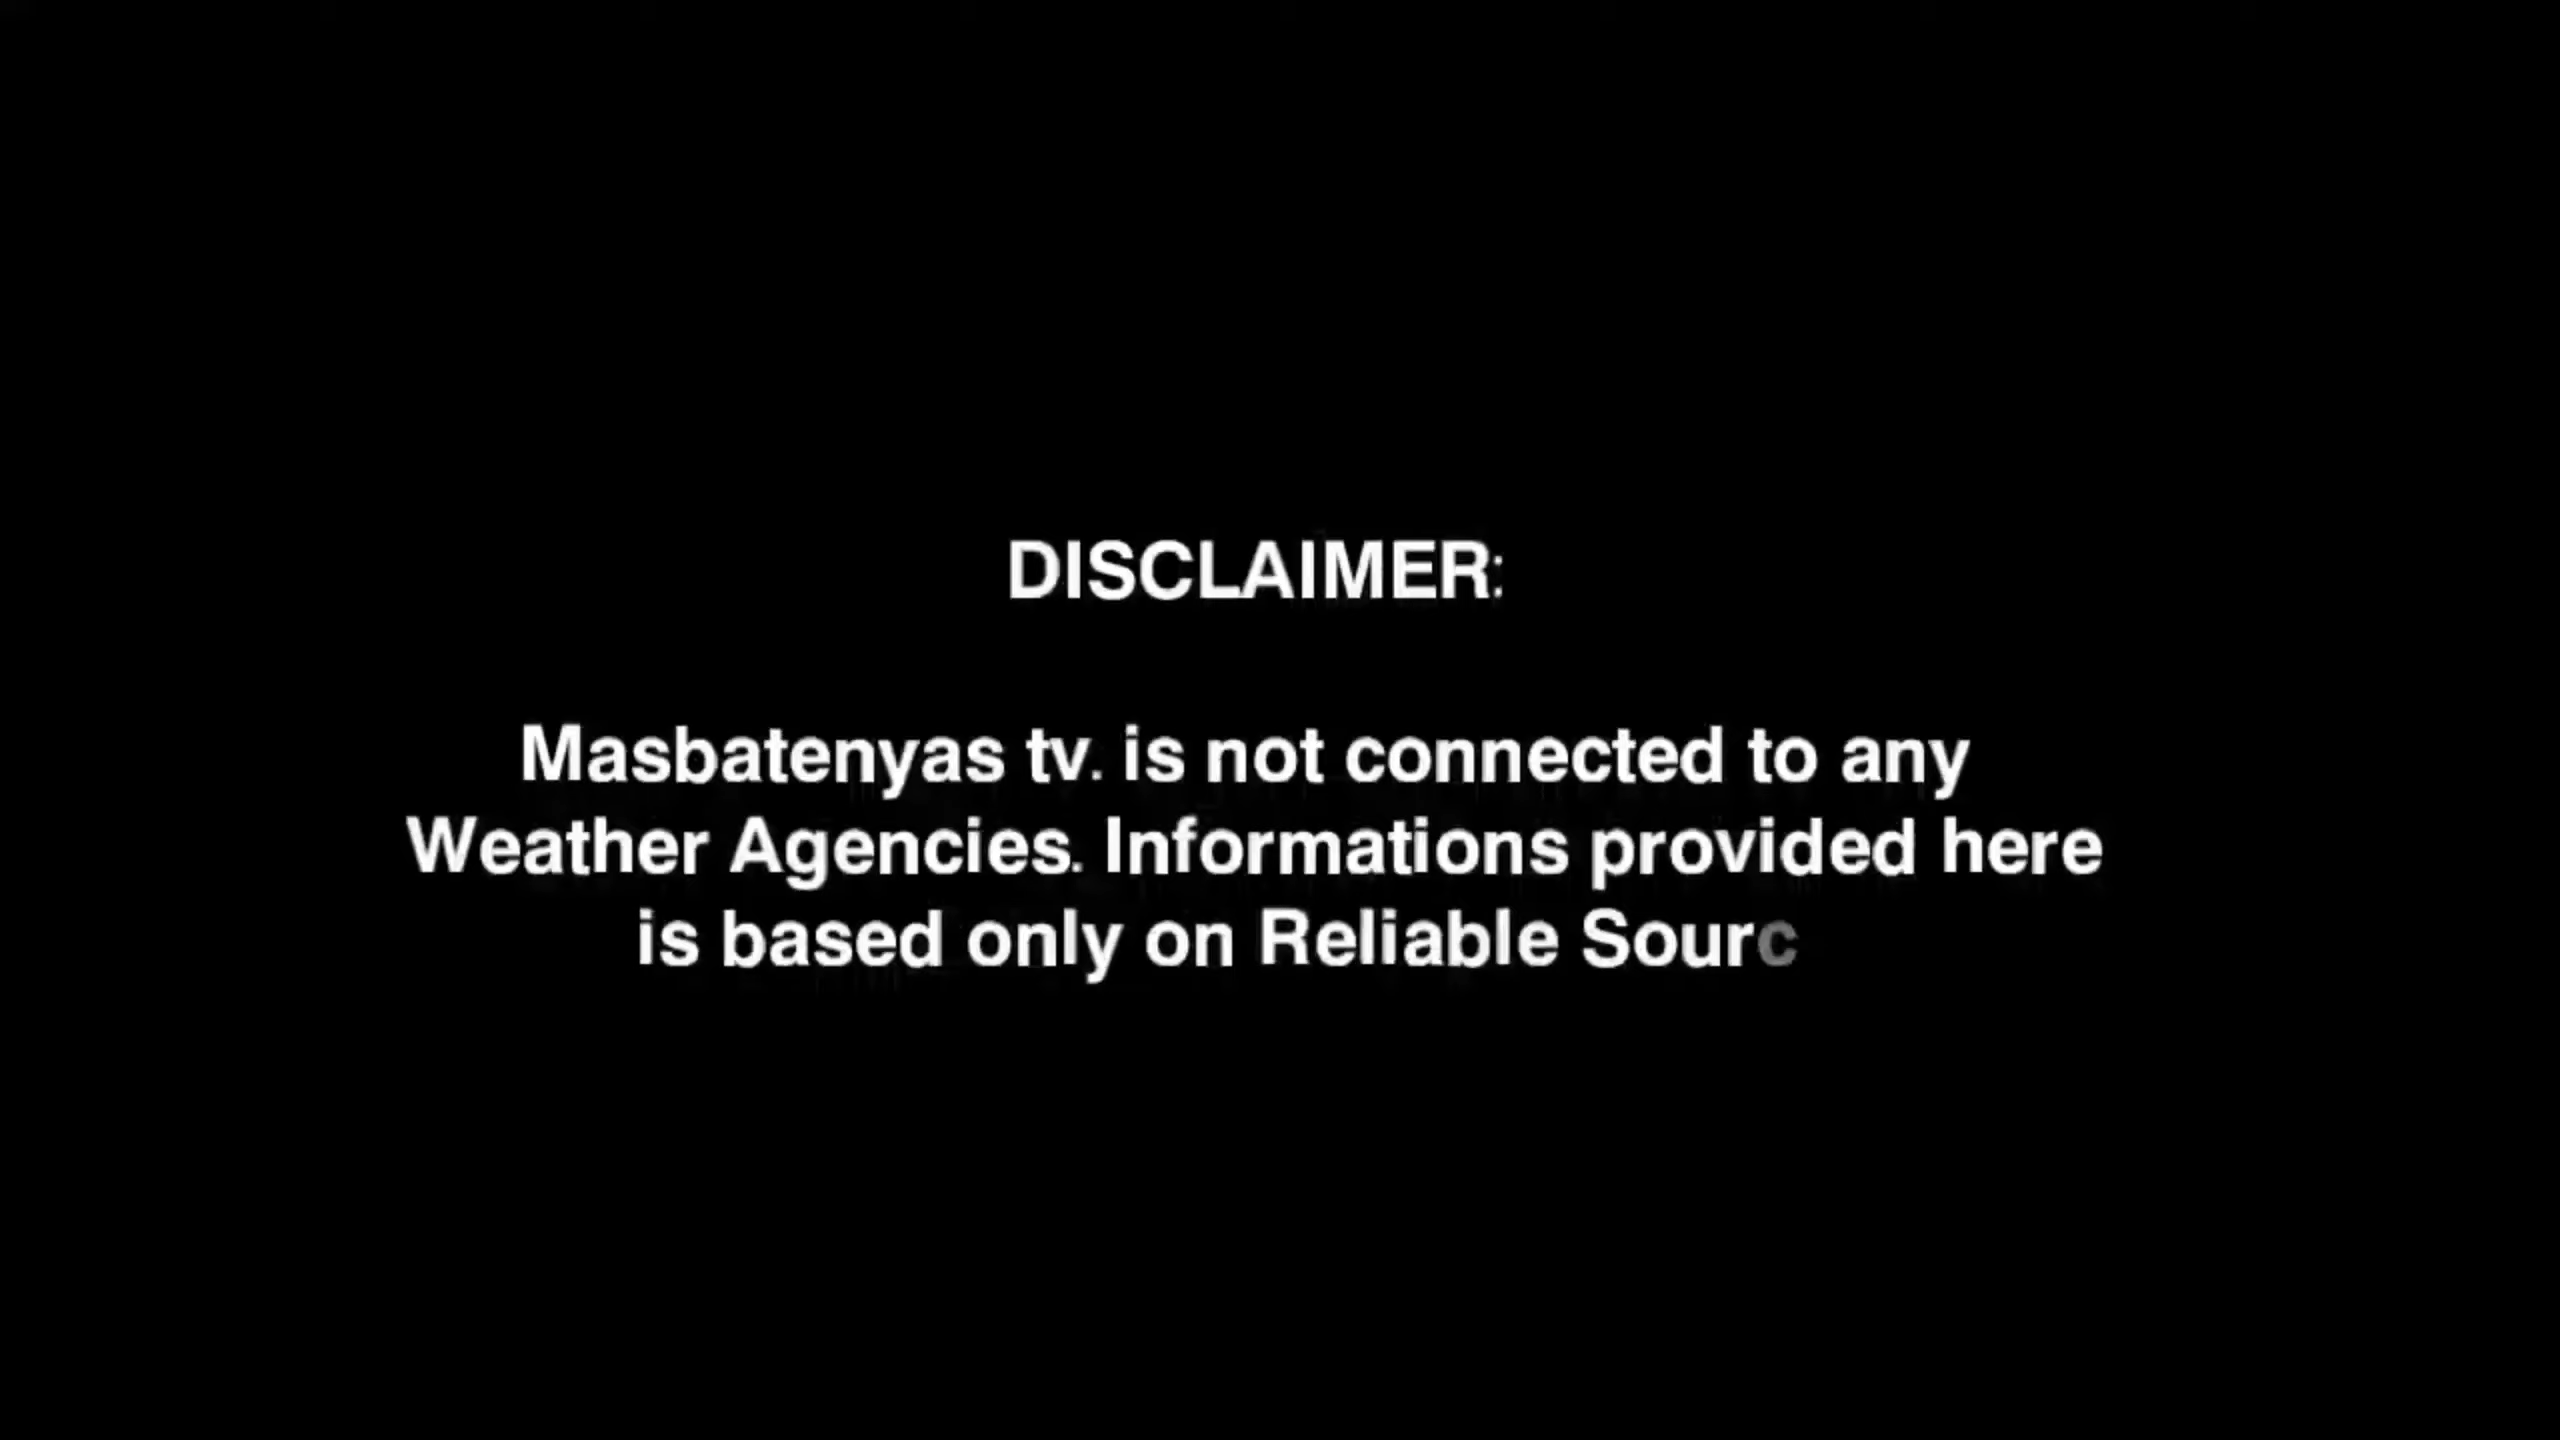 DISCLAIMER:
Masbatenyas tv. is not connected to any
Weather Agencies. Informations provided here
is based only on Reliable Sourc